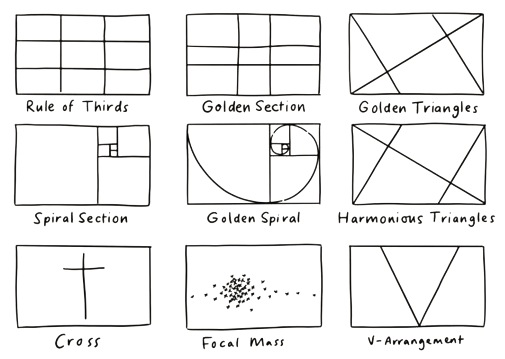 Rule of Thirds
Golden Section
Golden Triangles
Spiral Section
Golden Spiral
Harmonious Triangles
Cross
Focal Mass
V-Arrangement